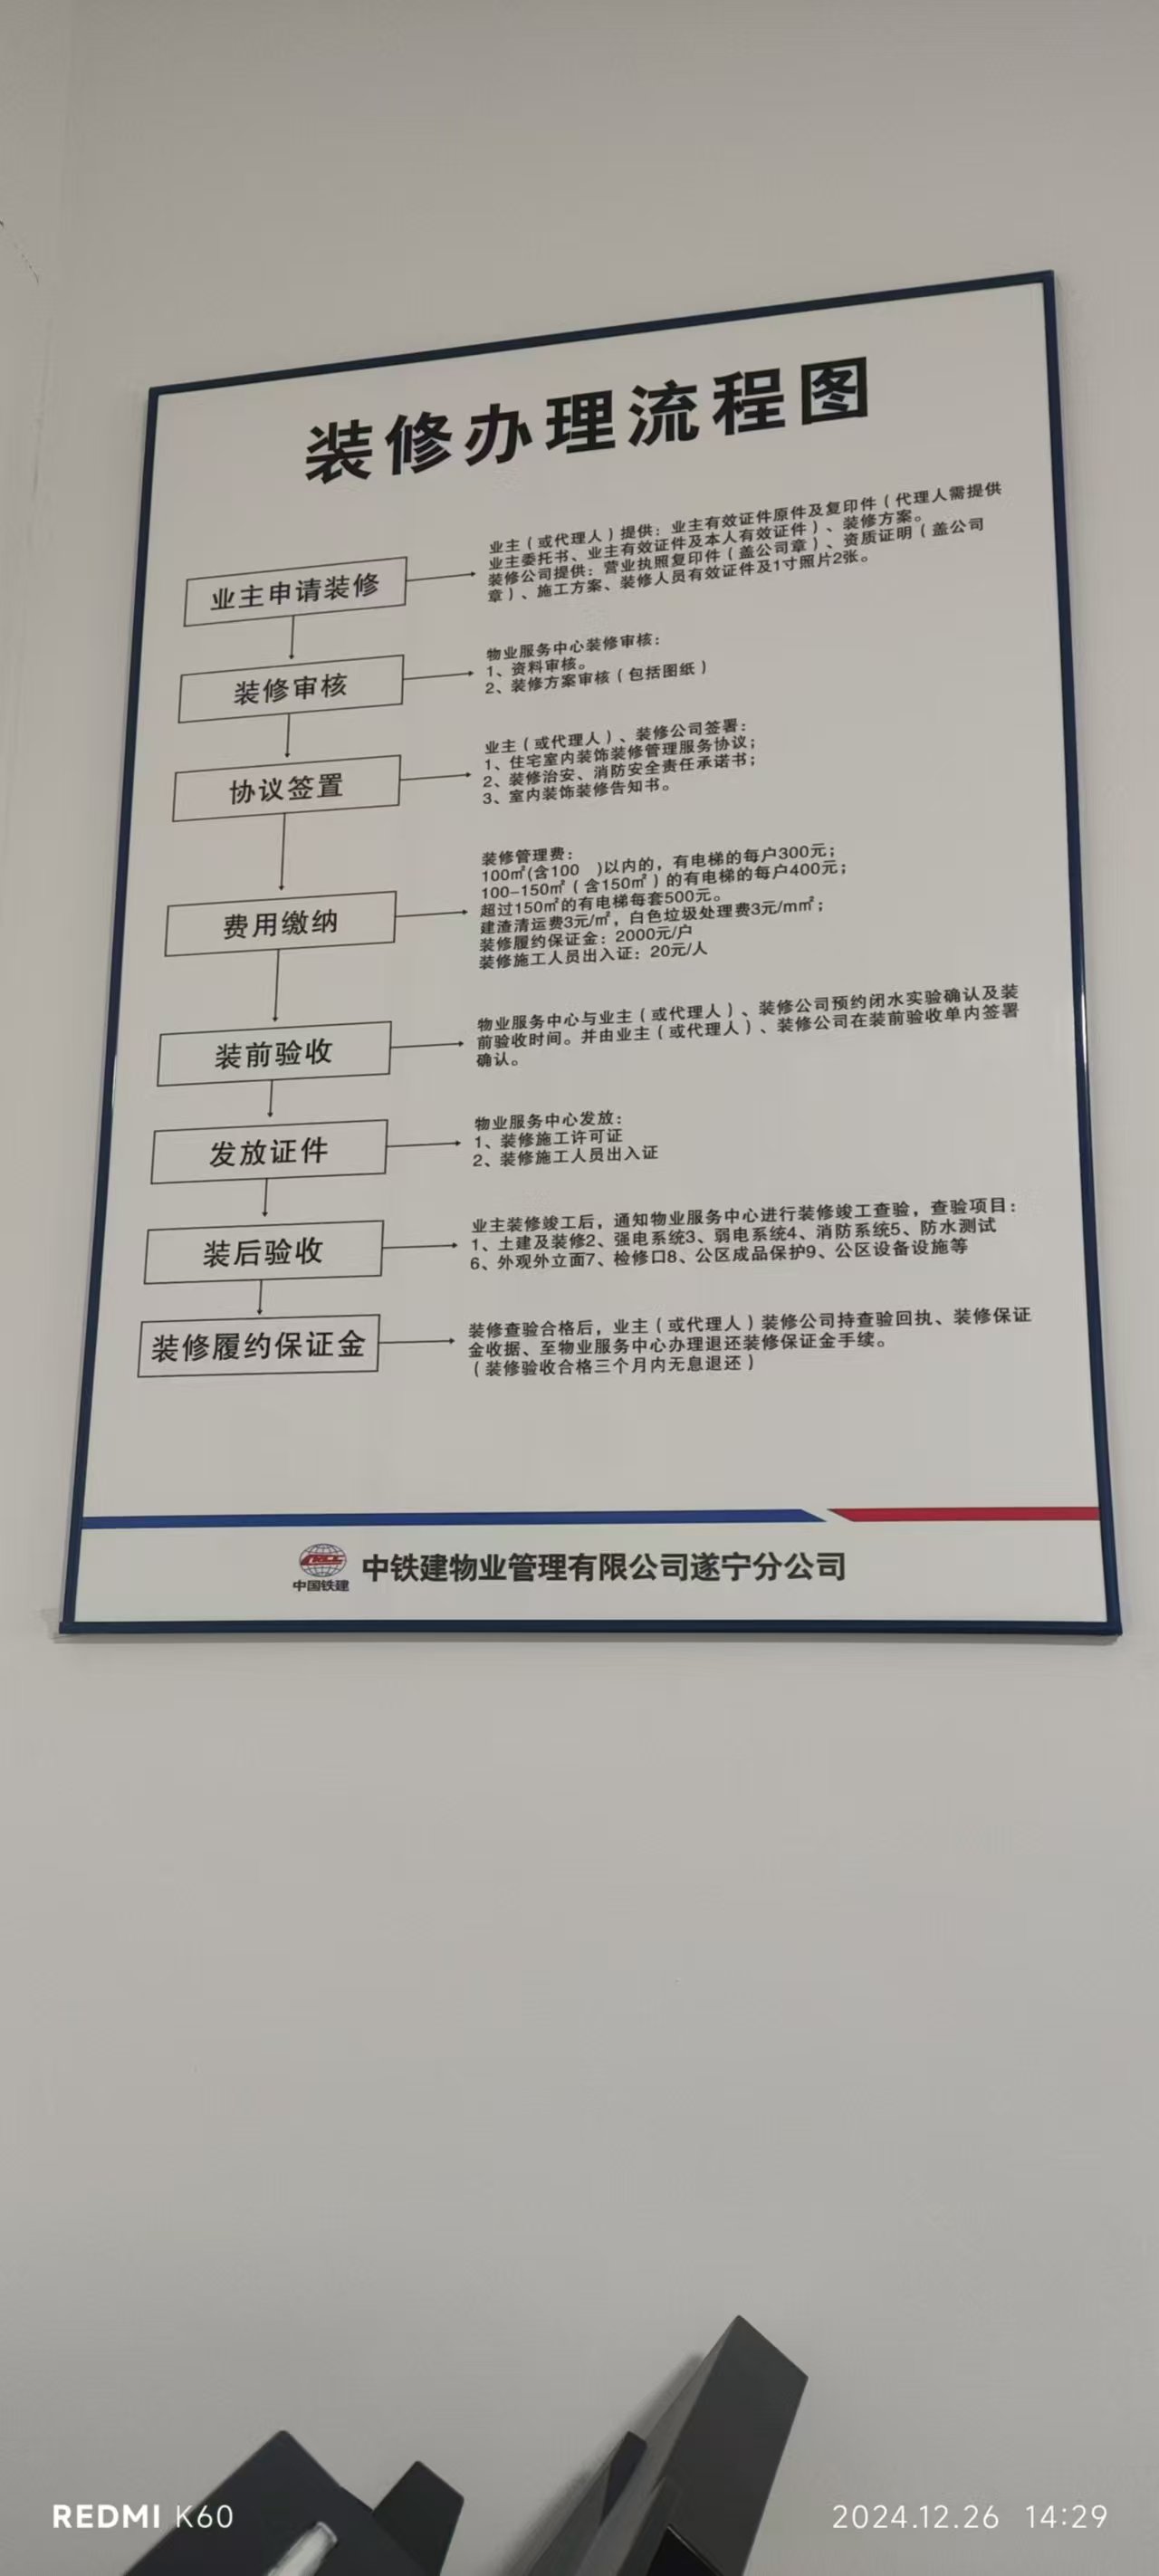 装修办理流程图
业主申请装修
业主（或代理人）提供：业主有效证件原件及复印件（代理人需提供
业主委托书、业主有效证件及本人有效证件）、装修方案。
装修公司提供：营业执照复印件（盖公司章）、资质证明（盖公司
章）、施工方案、装修人员有效证件及1寸照片2张。
装修审核
物业服务中心装修审核：
1、资料审核。
2、装修方案审核（包括图纸）
协议签置
业主（或代理人）、装修公司签署：
1、住宅室内装饰装修管理服务协议；
2、装修治安、消防安全责任承诺书；
3、室内装饰装修告知书。
费用缴纳
装修管理费：
100㎡(含100　)以内的，有电梯的每户300元；
100-150㎡（含150㎡）的有电梯的每户400元；
超过150㎡的有电梯每套500元。
建渣清运费3元/㎡，白色垃圾处理费3元/m㎡；
装修履约保证金：2000元/户
装修施工人员出入证：20元/人
装前验收
物业服务中心与业主（或代理人）、装修公司预约闭水实验确认及装
前验收时间。并由业主（或代理人）、装修公司在装前验收单内签署
确认。
发放证件
物业服务中心发放：
1、装修施工许可证
2、装修施工人员出入证
装后验收
业主装修竣工后，通知物业服务中心进行装修竣工查验，查验项目：
1、土建及装修2、强电系统3、弱电系统4、消防系统5、防水测试
6、外观外立面7、检修口8、公区成品保护9、公区设备设施等
装修履约保证金
装修查验合格后，业主（或代理人）装修公司持查验回执、装修保证
金收据、至物业服务中心办理退还装修保证金手续。
（装修验收合格三个月内无息退还）
CRCC
中国铁建
中铁建物业管理有限公司遂宁分公司
REDMI K60
2024.12.26 14:29